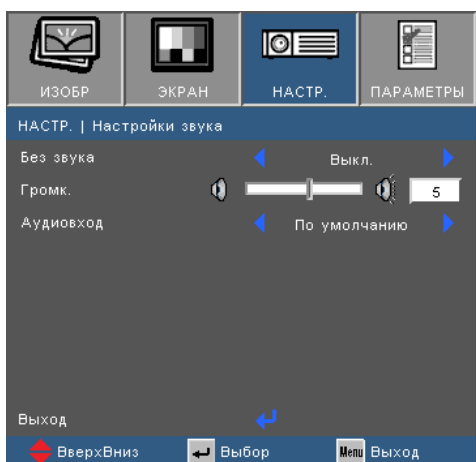 ИЗОБР ЭКРАН НАСТР. ПАРАМЕТРЫ
НАСТР. | Настройки звука
Без звука Выкл.
Громк. 5
Аудиовход По умолчанию
Выход
ВверхВниз Выбор Menu Выход